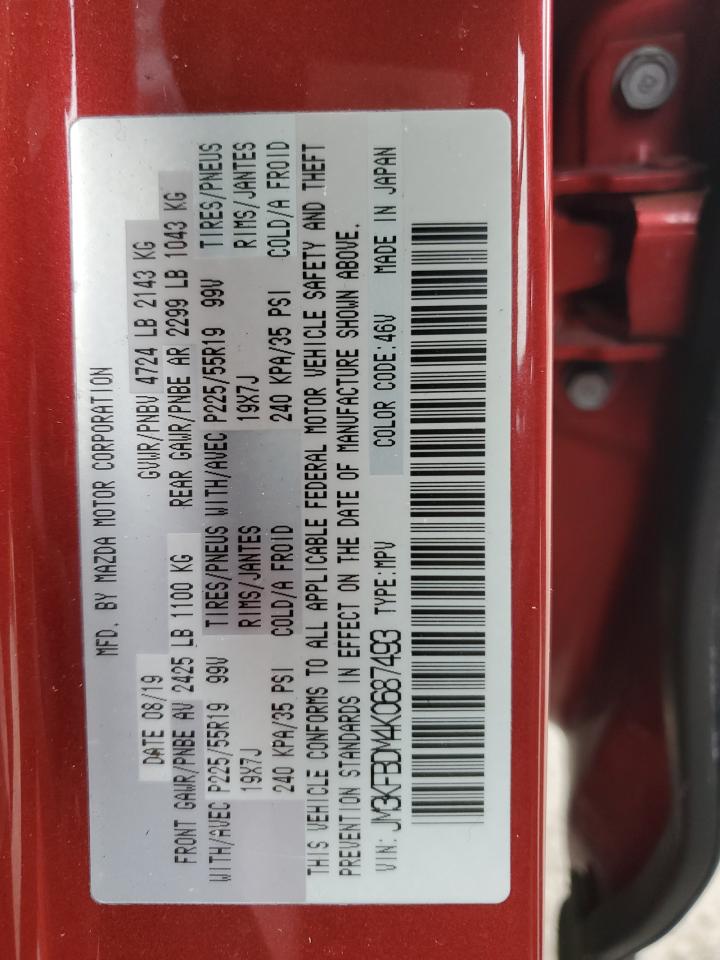 MFD. BY MAZDA MOTOR CORPORATION
DATE 08/19 GVWR/PNBV 4724 LB 2143 KG
FRONT GAWR/PNBE AV 2425 LB 1100 KG REAR GAWR/PNBE AR 2299 LB 1043 KG
WITH/AVEC P225/55R19 99V TIRES/PNEUS WITH/AVEC P225/55R19 99V TIRES/PNEUS
19X7J RIMS/JANTES 19X7J RIMS/JANTES
240 KPA/35 PSI COLD/A FROID 240 KPA/35 PSI COLD/A FROID
THIS VEHICLE CONFORMS TO ALL APPLICABLE FEDERAL MOTOR VEHICLE SAFETY AND THEFT
PREVENTION STANDARDS IN EFFECT ON THE DATE OF MANUFACTURE SHOWN ABOVE.
VIN: JM3KFBDM4K0687493 TYPE:MPV COLOR CODE:46V MADE IN JAPAN